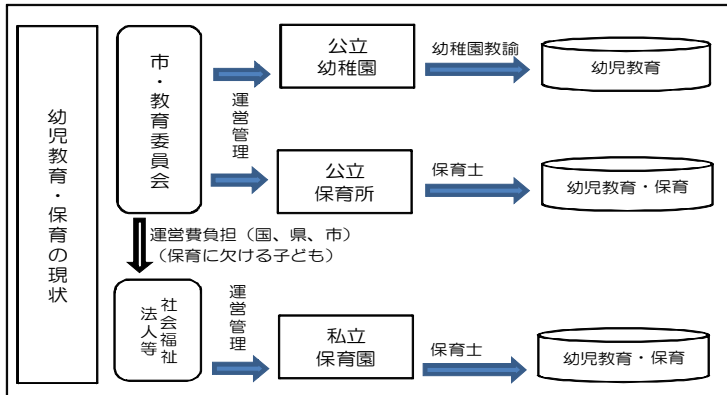 幼児教育・保育の現状
市・教育委員会
運営管理
公立
幼稚園
幼稚園教諭
幼児教育
公立
保育所
保育士
幼児教育・保育
運営費負担（国、県、市）
（保育に欠ける子ども）
社会福祉
法人等
運営管理
私立
保育園
保育士
幼児教育・保育